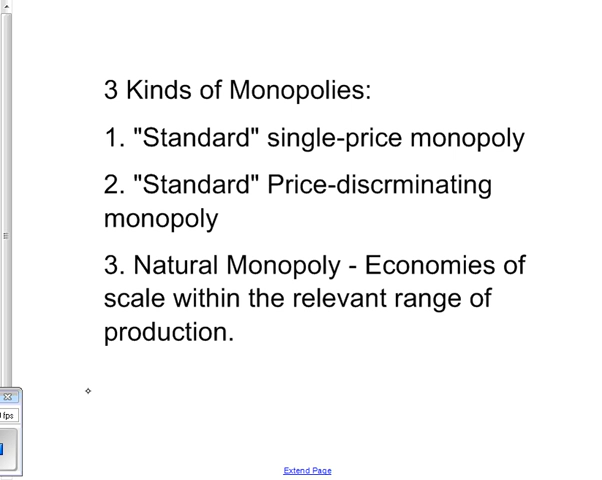 3 Kinds of Monopolies:
1. "Standard" single-price monopoly
2. "Standard" Price-discrminating
monopoly
3. Natural Monopoly - Economies of
scale within the relevant range of
production.
fps
Extend Page